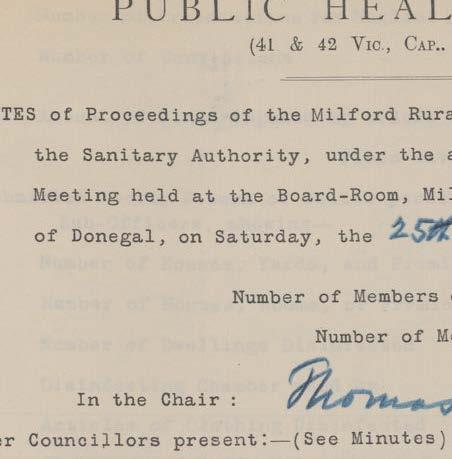 PUBLIC HEAL
(41 & 42 Vic., Cap..
TES of Proceedings of the Milford Rura
the Sanitary Authority, under the a
Meeting held at the Board-Room, Mil
of Donegal, on Saturday, the 25th
Number of Members
Number of Me
In the Chair : Thomas
er Councillors present:—(See Minutes)